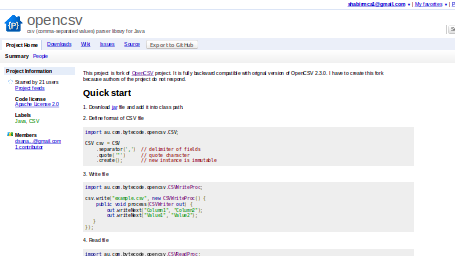 shabimcal@gmail.com ▼ | My favorites ▼ |
opencsv
csv (comma-separated values) parser library for Java
Project Home Downloads Wiki Issues Source Export to GitHub
Summary People
Project Information
Starred by 21 users
Project feeds
Code license
Apache License 2.0
Labels
Java, CSV
Members
1 contributor
This project is fork of OpenCSV project. It is fully backward compatible with original version of OpenCSV 2.3.0. I have to create this fork
because authors of the project do not respond.
Quick start
1. Download jar file and add it into class path
2. Define format of CSV file
import au.com.bytecode.opencsv.CSV;
CSV csv = CSV
.separator(',') // delimiter of fields
.quote('"') // quote character
.create(); // new instance is immutable
3. Write file
import au.com.bytecode.opencsv.CSVWriteProc;
csv.write("example.csv", new CSVWriteProc() {
public void process(CSVWriter out) {
out.writeNext("Column1", "Column2");
out.writeNext("Value1", "Value2");
}
});
4. Read file
import au.com.bytecode.opencsv.CSVReadProc;